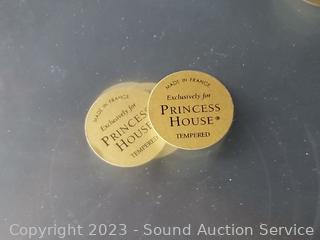 MADE IN FRANCE
Exclusively for
PRINCESS
HOUSE
TEMPERED
MADE IN FRANCE
Exclusively for
PRINCESS
HOUSE®
TEMPERED
Copyright 2023 - Sound Auction Service